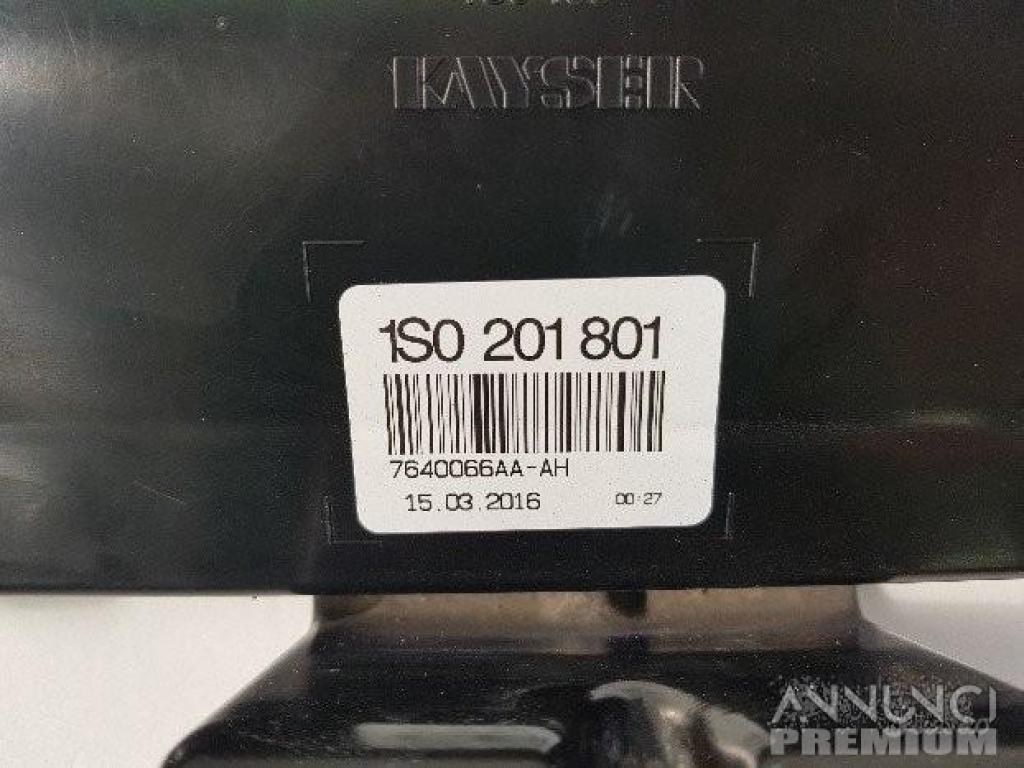 KAYSER
1S0 201 801
7640066AA-AH
15.03.2016 00:27
ANNUNCI
PREMIUM